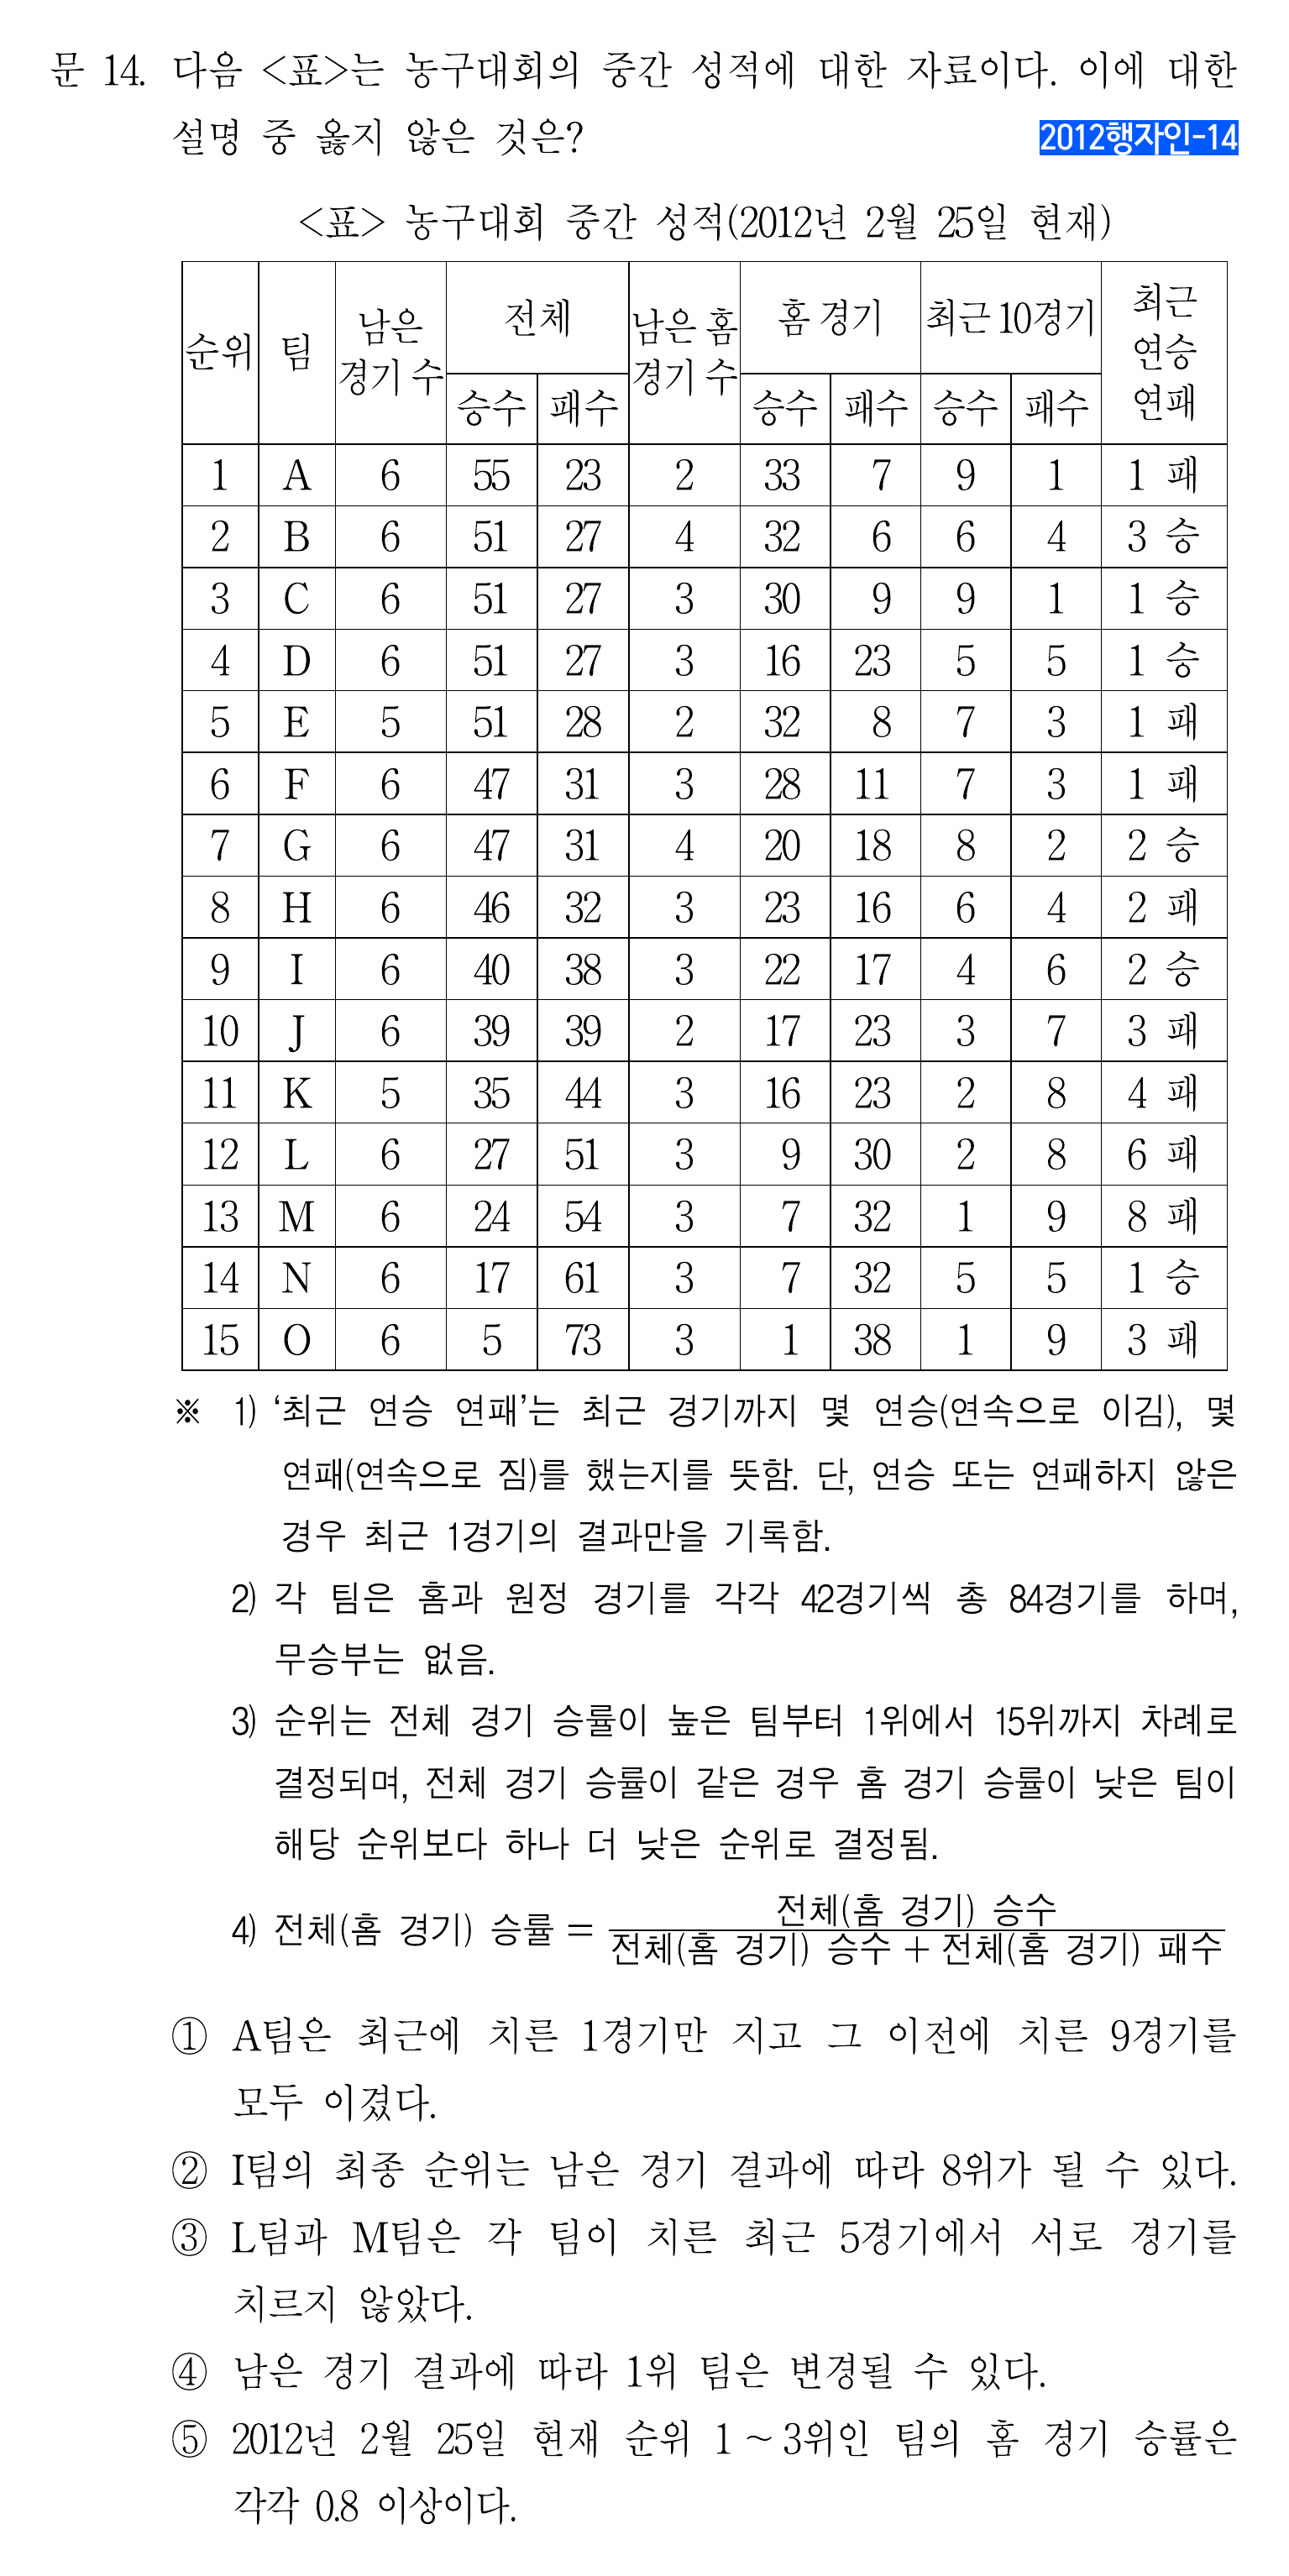 문 14. 다음 <표>는 농구대회의 중간 성적에 대한 자료이다. 이에 대한
설명 중 옳지 않은 것은?
2012행자인-14
<표> 농구대회 중간 성적(2012년 2월 25일 현재)
순위 팀 남은 경기 수 전체 남은 홈 경기 수 홈 경기 최근 10경기 최근 연승 연패
승수 패수 승수 패수 승수 패수
1 A 6 55 23 2 33 7 9 1 1 패
2 B 6 51 27 4 32 6 6 4 3 승
3 C 6 51 27 3 30 9 9 1 1 승
4 D 6 51 27 3 16 23 5 5 1 승
5 E 5 51 28 2 32 8 7 3 1 패
6 F 6 47 31 3 28 11 7 3 1 패
7 G 6 47 31 4 20 18 8 2 2 승
8 H 6 46 32 3 23 16 6 4 2 패
9 I 6 40 38 3 22 17 4 6 2 승
10 J 6 39 39 2 17 23 3 7 3 패
11 K 5 35 44 3 16 23 2 8 4 패
12 L 6 27 51 3 9 30 2 8 6 패
13 M 6 24 54 3 7 32 1 9 8 패
14 N 6 17 61 3 7 32 5 5 1 승
15 O 6 5 73 3 1 38 1 9 3 패
※ 1) ‘최근 연승 연패’는 최근 경기까지 몇 연승(연속으로 이김), 몇
연패(연속으로 짐)를 했는지를 뜻함. 단, 연승 또는 연패하지 않은
경우 최근 1경기의 결과만을 기록함.
2) 각 팀은 홈과 원정 경기를 각각 42경기씩 총 84경기를 하며,
무승부는 없음.
3) 순위는 전체 경기 승률이 높은 팀부터 1위에서 15위까지 차례로
결정되며, 전체 경기 승률이 같은 경우 홈 경기 승률이 낮은 팀이
해당 순위보다 하나 더 낮은 순위로 결정됨.
4) 전체(홈 경기) 승률 = 전체(홈 경기) 승수
전체(홈 경기) 승수 + 전체(홈 경기) 패수
① A팀은 최근에 치른 1경기만 지고 그 이전에 치른 9경기를
모두 이겼다.
② I팀의 최종 순위는 남은 경기 결과에 따라 8위가 될 수 있다.
③ L팀과 M팀은 각 팀이 치른 최근 5경기에서 서로 경기를
치르지 않았다.
④ 남은 경기 결과에 따라 1위 팀은 변경될 수 있다.
⑤ 2012년 2월 25일 현재 순위 1 ~ 3위인 팀의 홈 경기 승률은
각각 0.8 이상이다.